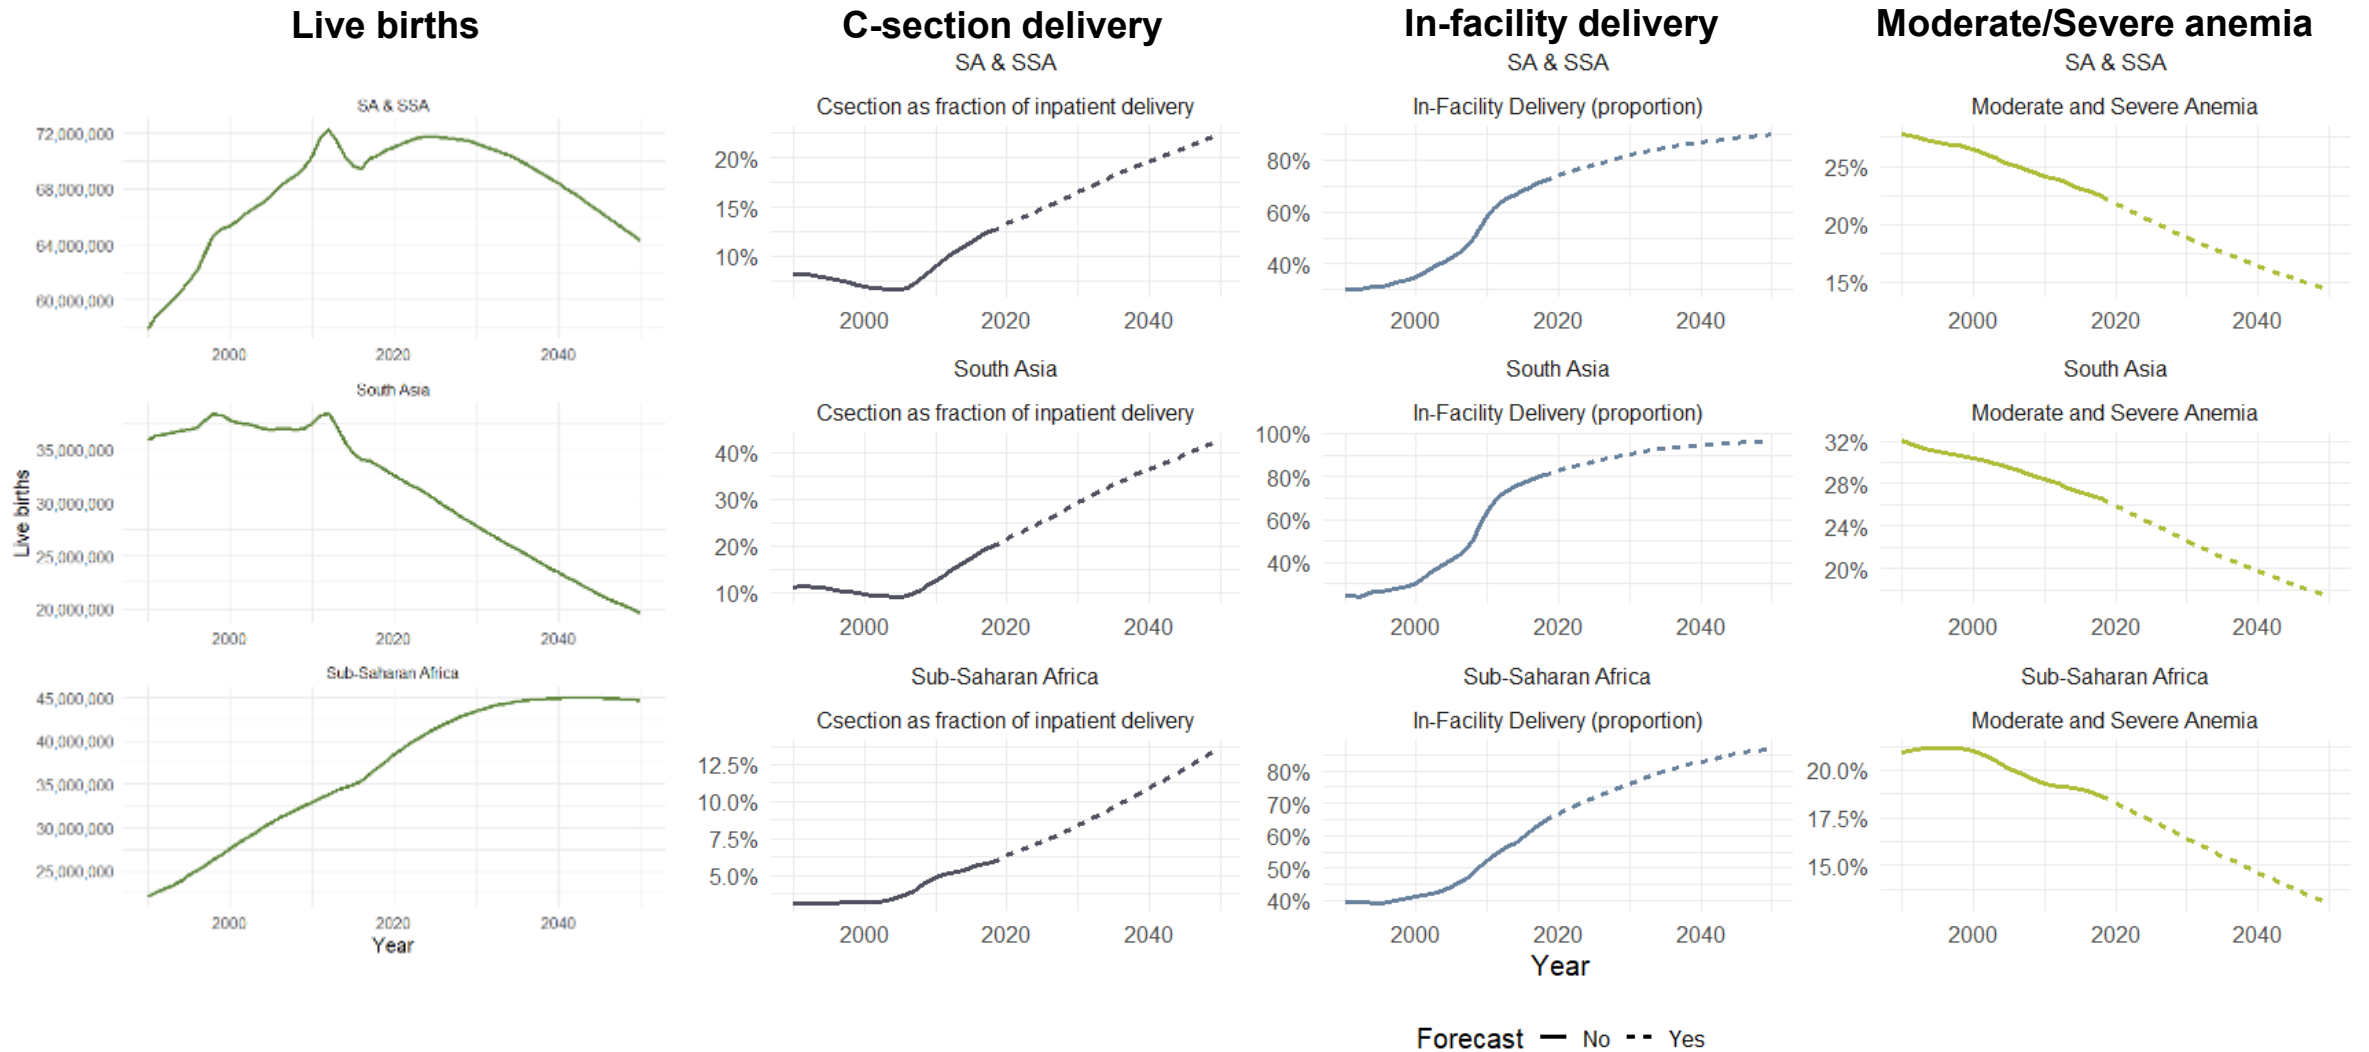 Live births
C-section delivery
In-facility delivery
Moderate/Severe anemia
SA & SSA
72,000,000
68,000,000
64,000,000
60,000,000
2000 2020 2040
SA & SSA
Csection as fraction of inpatient delivery
20%
15%
10%
2000 2020 2040
SA & SSA
In-Facility Delivery (proportion)
80%
60%
40%
2000 2020 2040
SA & SSA
Moderate and Severe Anemia
25%
20%
15%
2000 2020 2040
Live births
South Asia
35,000,000
30,000,000
25,000,000
20,000,000
2000 2020 2040
South Asia
Csection as fraction of inpatient delivery
40%
30%
20%
10%
2000 2020 2040
South Asia
In-Facility Delivery (proportion)
100%
80%
60%
40%
2000 2020 2040
South Asia
Moderate and Severe Anemia
32%
28%
24%
20%
2000 2020 2040
Sub-Saharan Africa
45,000,000
40,000,000
35,000,000
30,000,000
25,000,000
2000 2020 2040
Year
Sub-Saharan Africa
Csection as fraction of inpatient delivery
12.5%
10.0%
7.5%
5.0%
2000 2020 2040
Sub-Saharan Africa
In-Facility Delivery (proportion)
80%
70%
60%
50%
40%
2000 2020 2040
Sub-Saharan Africa
Moderate and Severe Anemia
20.0%
17.5%
15.0%
2000 2020 2040
Year
Forecast No Yes